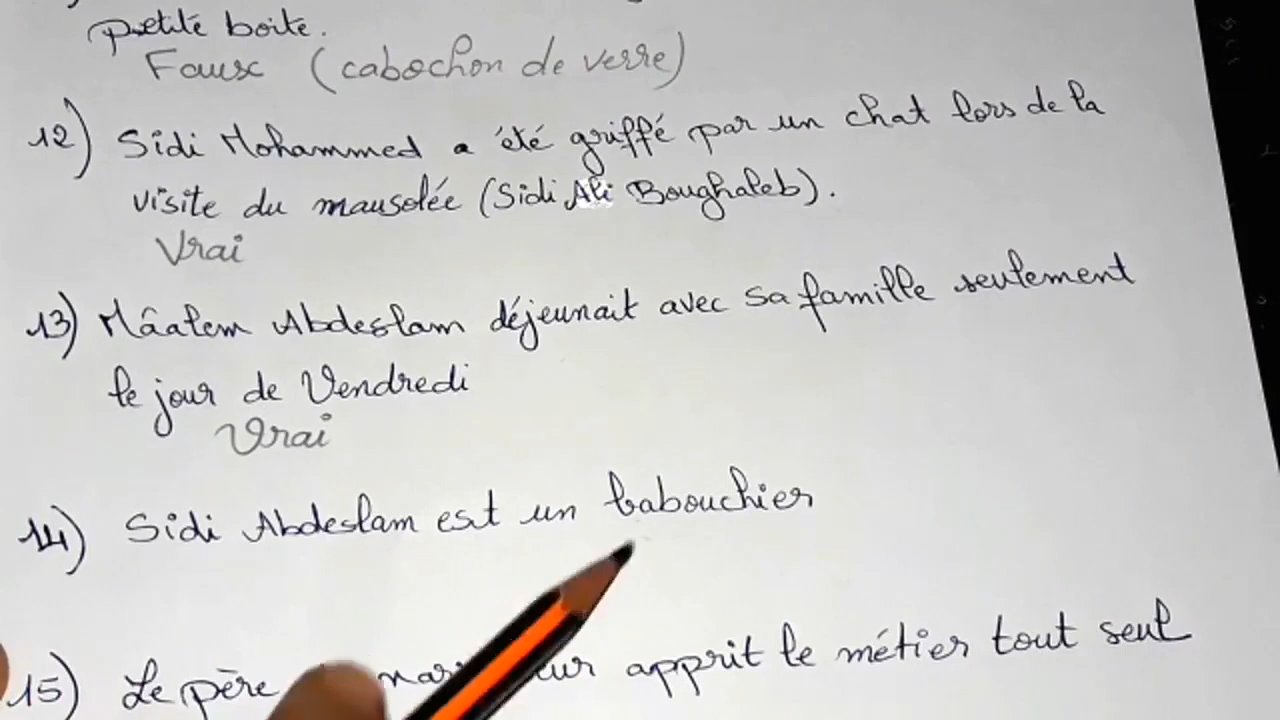 petite boite.
Faux (cabochon de verre)
12) Sidi Mohammed a été griffé par un chat lors de la
visite du mausolée (Sidi Ali Boughaleb).
Vrai
13) Mâalem Abdeslam déjeunait avec sa famille seulement
le jour de Vendredi
Vrai
14) Sidi Abdeslam est un babouchier
15) Le père apprit le métier tout seul